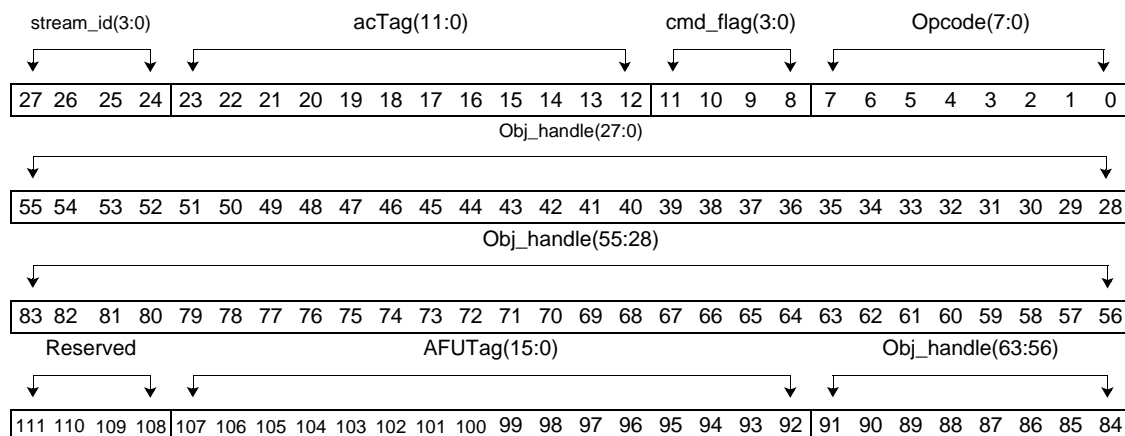 stream_id(3:0) acTag(11:0) cmd_flag(3:0) Opcode(7:0)
27 26 25 24 23 22 21 20 19 18 17 16 15 14 13 12 11 10 9 8 7 6 5 4 3 2 1 0
Obj_handle(27:0)
55 54 53 52 51 50 49 48 47 46 45 44 43 42 41 40 39 38 37 36 35 34 33 32 31 30 29 28
Obj_handle(55:28)
83 82 81 80 79 78 77 76 75 74 73 72 71 70 69 68 67 66 65 64 63 62 61 60 59 58 57 56
Reserved AFUTag(15:0) Obj_handle(63:56)
111 110 109 108 107 106 105 104 103 102 101 100 99 98 97 96 95 94 93 92 91 90 89 88 87 86 85 84